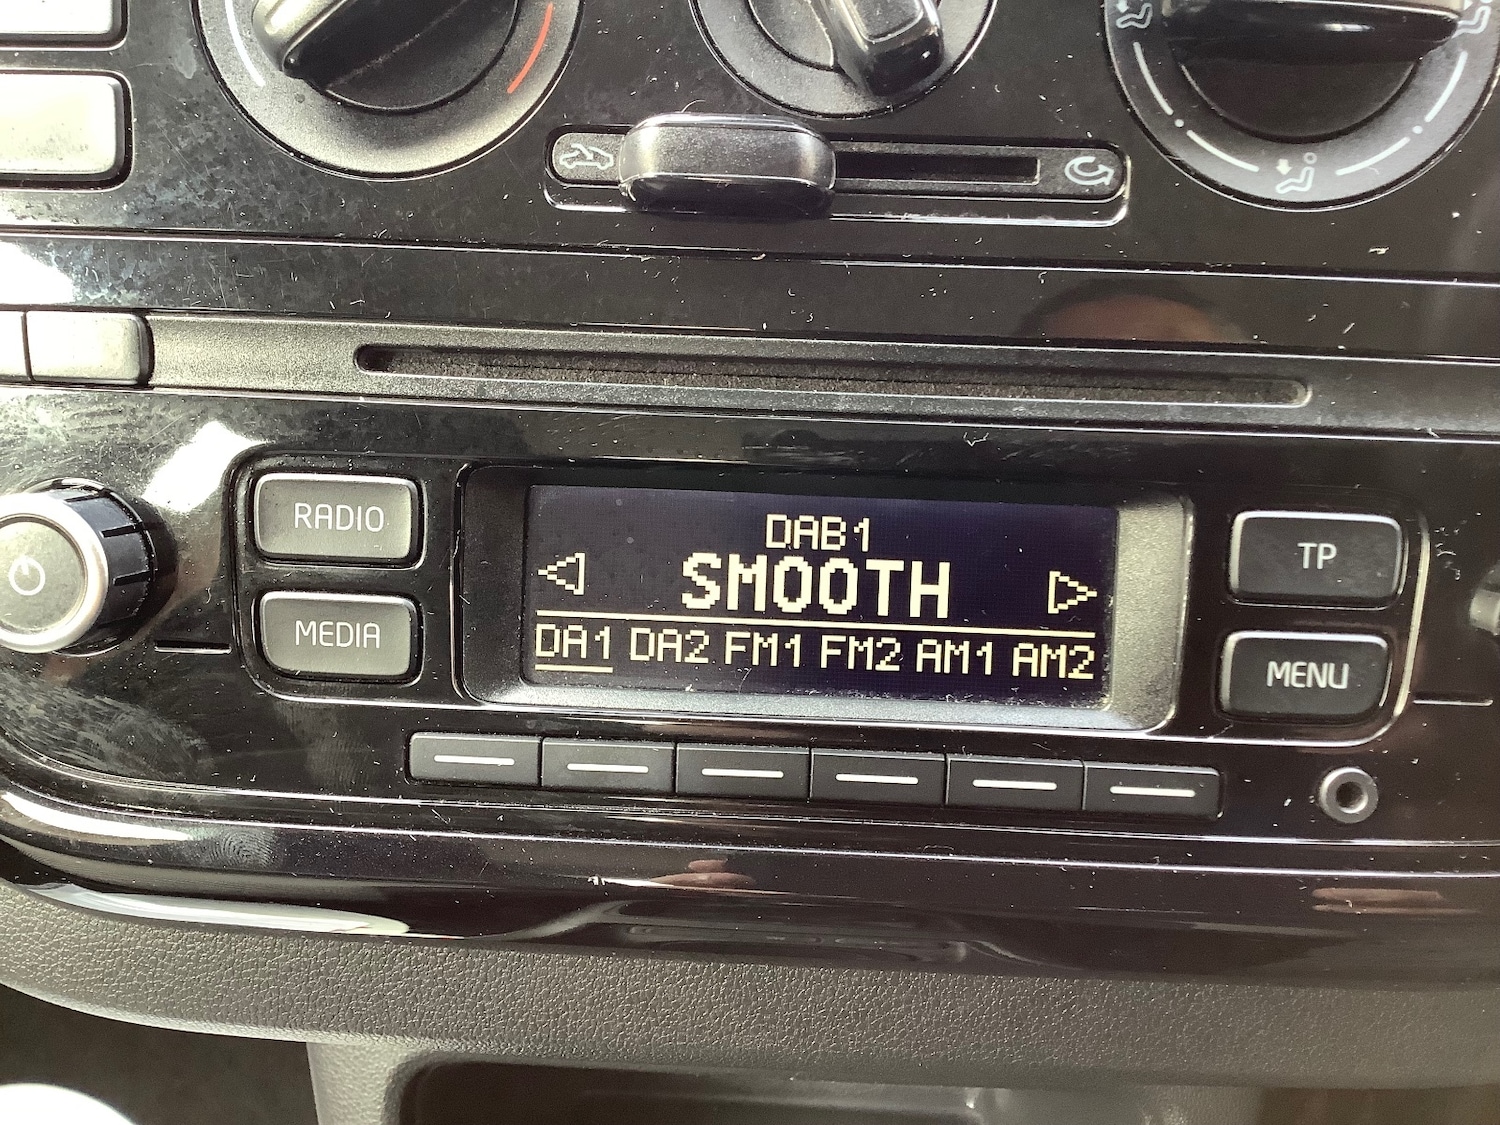 RADIO
MEDIA
DAB1
SMOOTH
DA1 DA2 FM1 FM2 AM1 AM2
TP
MENU